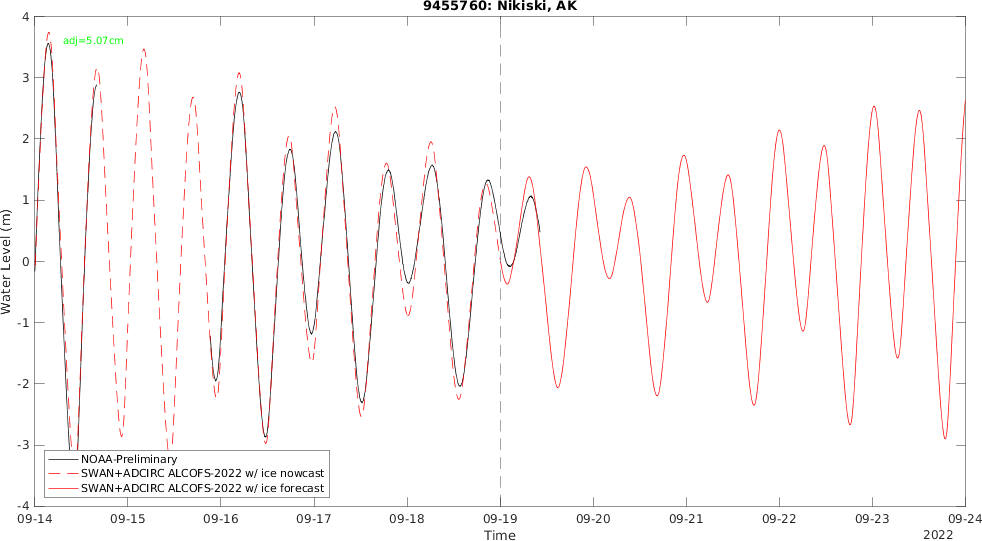 9455760: Nikiski, AK
adj=5.07cm
4
3
2
1
0
-1
-2
-3
-4
Water Level (m)
NOAA-Preliminary
SWAN+ADCIRC ALCOFS-2022 w/ ice nowcast
SWAN+ADCIRC ALCOFS-2022 w/ ice forecast
09-14 09-15 09-16 09-17 09-18 09-19 09-20 09-21 09-22 09-23 09-24
Time
2022